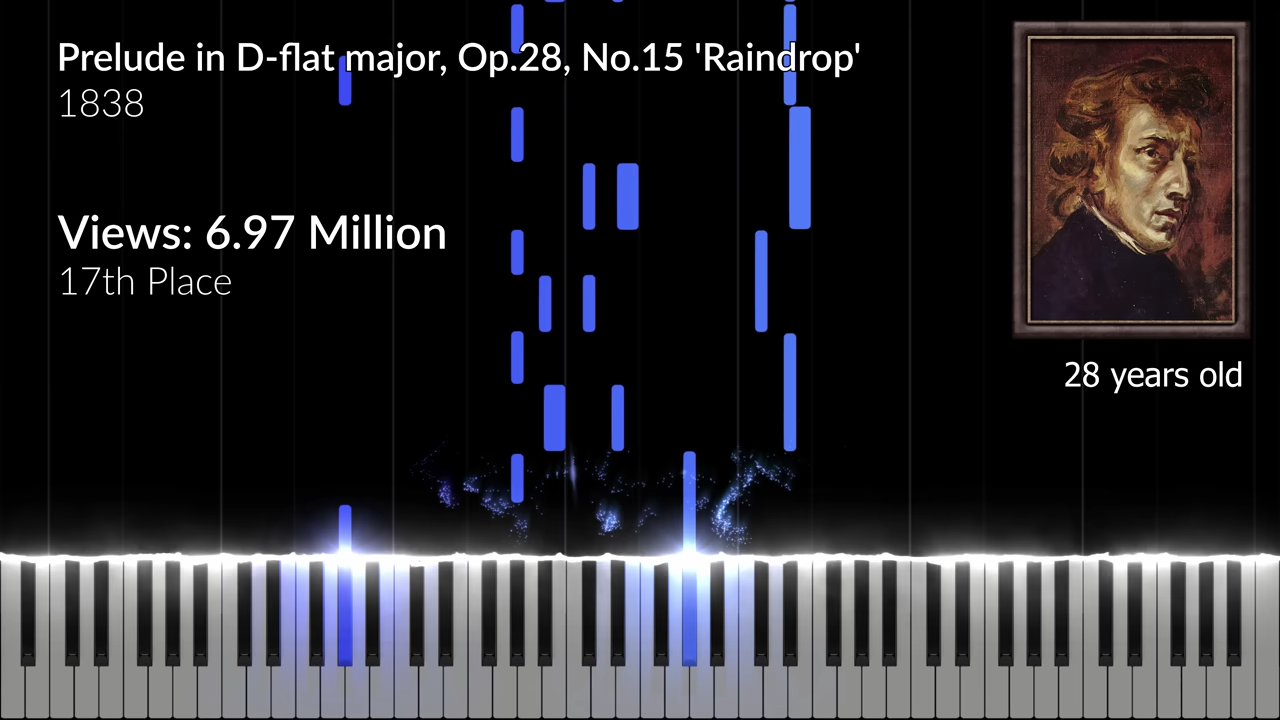 Prelude in D-flat major, Op.28, No.15 'Raindrop'
1838
Views: 6.97 Million
17th Place
28 years old